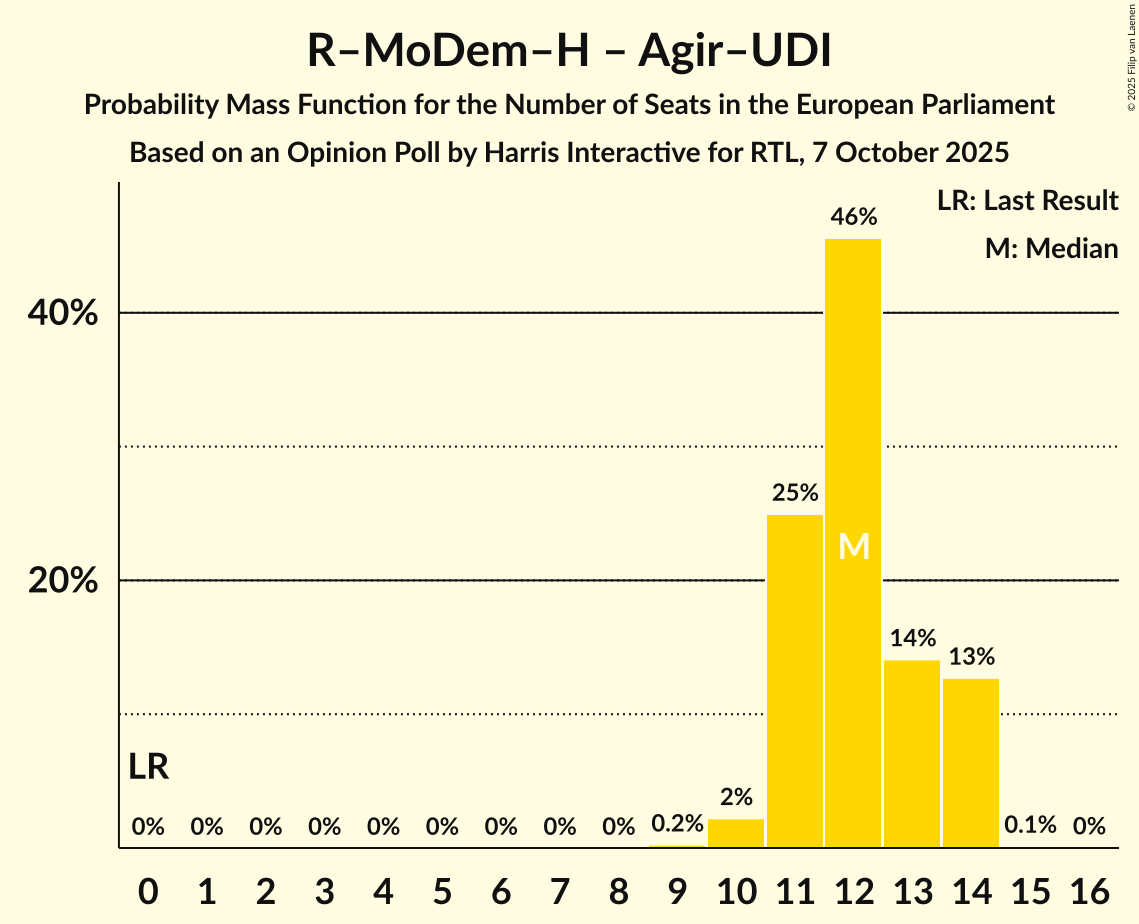 R–MoDem–H – Agir–UDI
Probability Mass Function for the Number of Seats in the European Parliament
Based on an Opinion Poll by Harris Interactive for RTL, 7 October 2025
© 2025 Filip van Laenen
LR: Last Result
M: Median
40%
20%
46%
25%
M
14%
13%
LR
2%
0% 0% 0% 0% 0% 0% 0% 0% 0% 0.2% 0.1% 0%
0 1 2 3 4 5 6 7 8 9 10 11 12 13 14 15 16